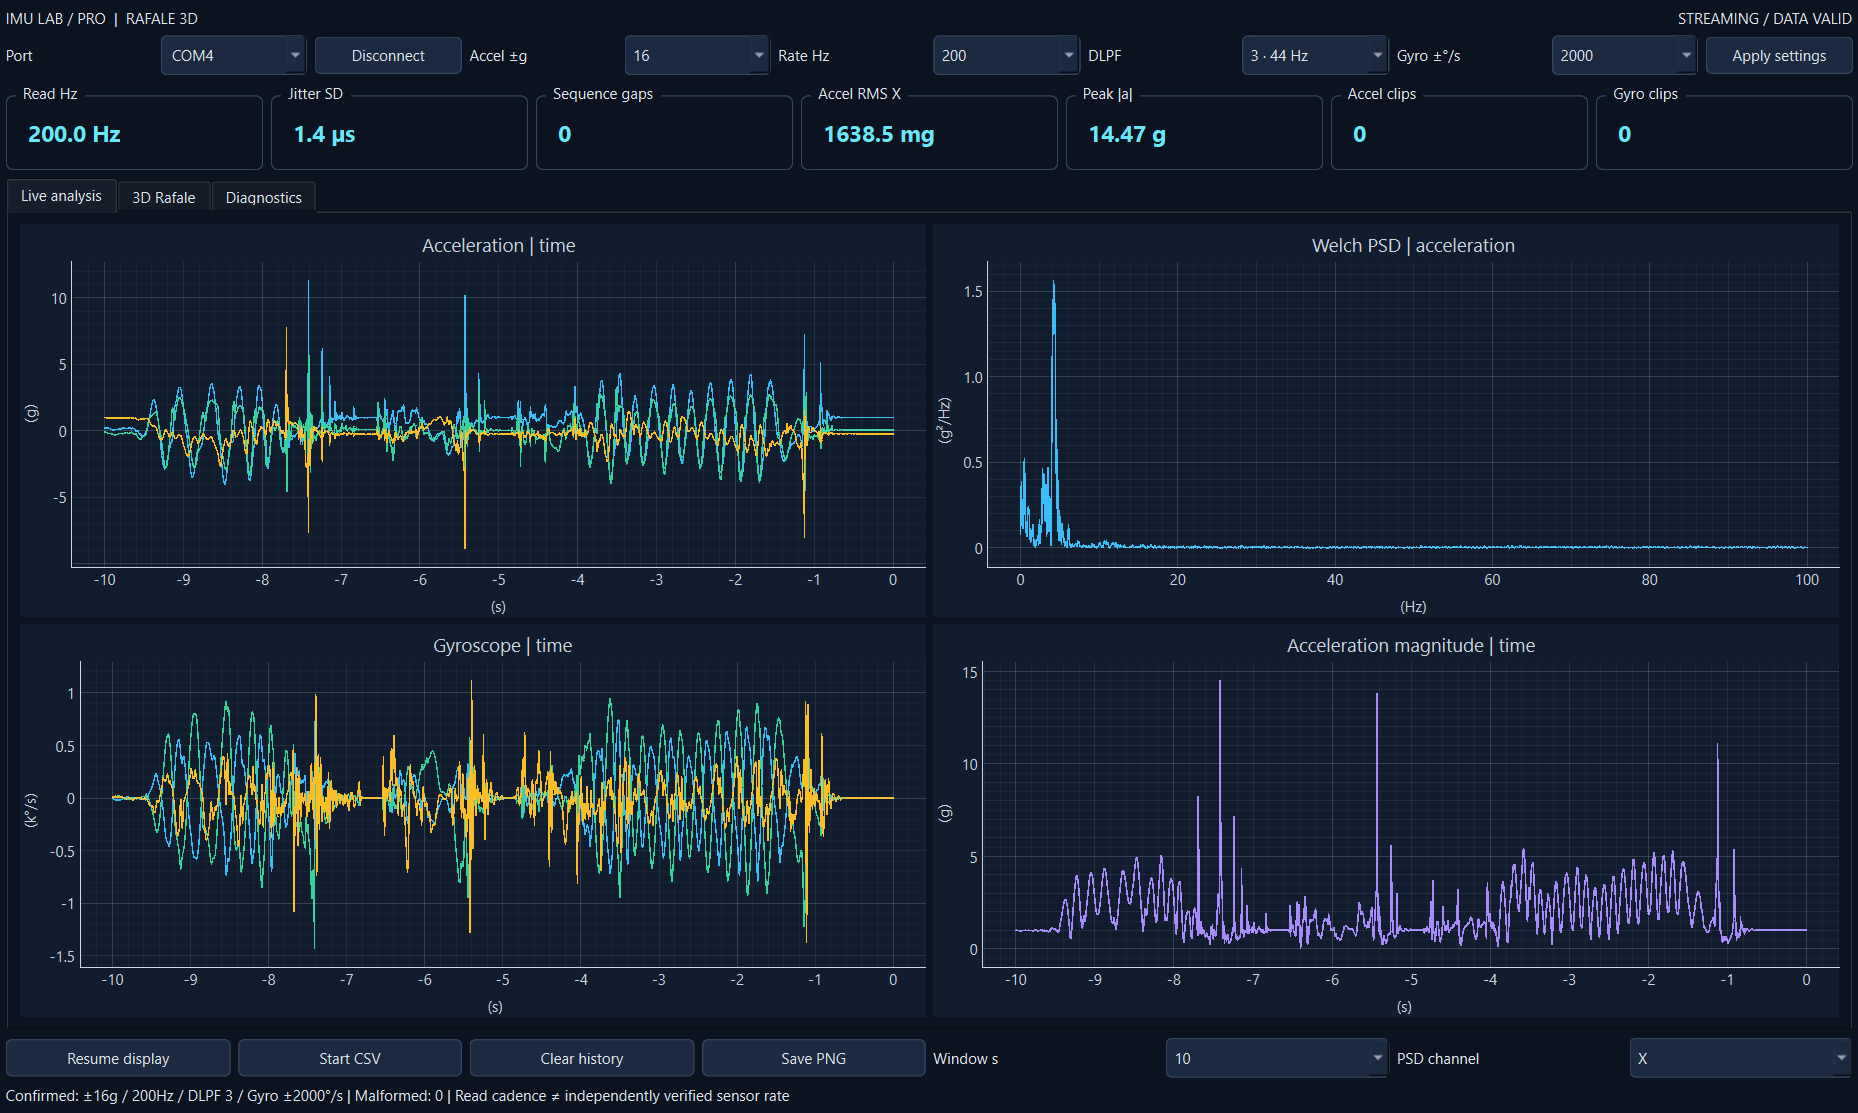 IMU LAB / PRO | RAFALE 3D
STREAMING / DATA VALID
Port
COM4
Disconnect
Accel ±g
16
Rate Hz
200
DLPF
3 · 44 Hz
Gyro ±°/s
2000
Apply settings
Read Hz
200.0 Hz
Jitter SD
1.4 µs
Sequence gaps
0
Accel RMS X
1638.5 mg
Peak |a|
14.47 g
Accel clips
0
Gyro clips
0
Live analysis
3D Rafale
Diagnostics
Acceleration | time
10
5
0
-5
(g)
-10 -9 -8 -7 -6 -5 -4 -3 -2 -1 0
(s)
Welch PSD | acceleration
1.5
1.0
0.5
0
(g²/Hz)
0 20 40 60 80 100
(Hz)
Gyroscope | time
1
0.5
0
-0.5
-1
-1.5
(k°/s)
-10 -9 -8 -7 -6 -5 -4 -3 -2 -1 0
(s)
Acceleration magnitude | time
15
10
5
0
(g)
-10 -9 -8 -7 -6 -5 -4 -3 -2 -1 0
(s)
Resume display
Start CSV
Clear history
Save PNG
Window s
10
PSD channel
X
Confirmed: ±16g / 200Hz / DLPF 3 / Gyro ±2000°/s | Malformed: 0 | Read cadence ≠ independently verified sensor rate